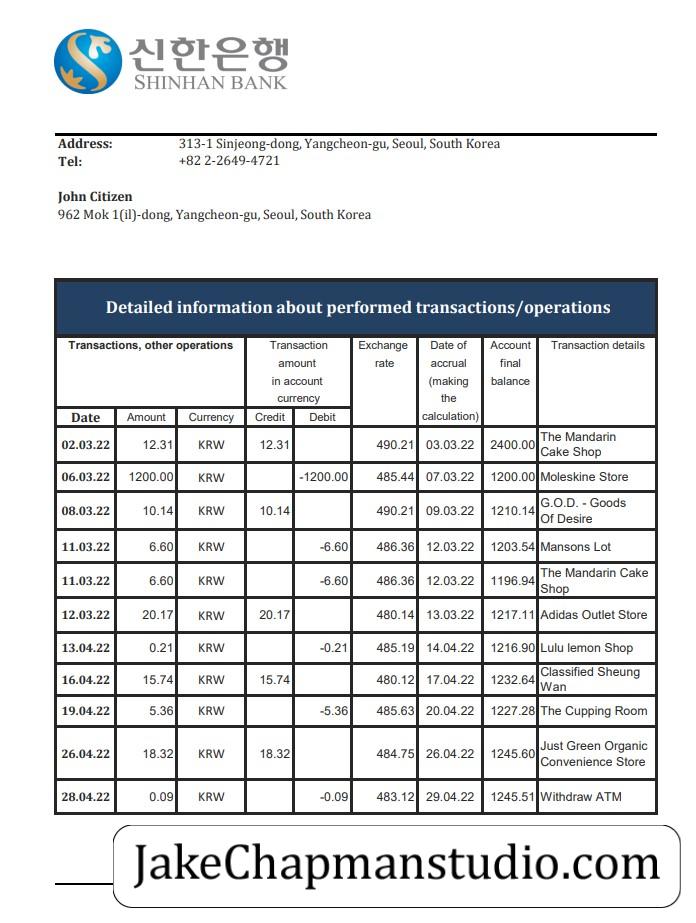 신한은행
SHINHAN BANK
Address: 313-1 Sinjeong-dong, Yangcheon-gu, Seoul, South Korea
Tel: +82 2-2649-4721
John Citizen
962 Mok 1(il)-dong, Yangcheon-gu, Seoul, South Korea
Detailed information about performed transactions/operations
Transactions, other operations Transaction amount in account currency Exchange rate Date of accrual (making the calculation) Account final balance Transaction details
Date Amount Currency Credit Debit
02.03.22 12.31 KRW 12.31 490.21 03.03.22 2400.00 The Mandarin Cake Shop
06.03.22 1200.00 KRW -1200.00 485.44 07.03.22 1200.00 Moleskine Store
08.03.22 10.14 KRW 10.14 490.21 09.03.22 1210.14 G.O.D. - Goods Of Desire
11.03.22 6.60 KRW -6.60 486.36 12.03.22 1203.54 Mansons Lot
11.03.22 6.60 KRW -6.60 486.36 12.03.22 1196.94 The Mandarin Cake Shop
12.03.22 20.17 KRW 20.17 480.14 13.03.22 1217.11 Adidas Outlet Store
13.04.22 0.21 KRW -0.21 485.19 14.04.22 1216.90 Lulu lemon Shop
16.04.22 15.74 KRW 15.74 480.12 17.04.22 1232.64 Classified Sheung Wan
19.04.22 5.36 KRW -5.36 485.63 20.04.22 1227.28 The Cupping Room
26.04.22 18.32 KRW 18.32 484.75 26.04.22 1245.60 Just Green Organic Convenience Store
28.04.22 0.09 KRW -0.09 483.12 29.04.22 1245.51 Withdraw ATM
JakeChapmanstudio.com